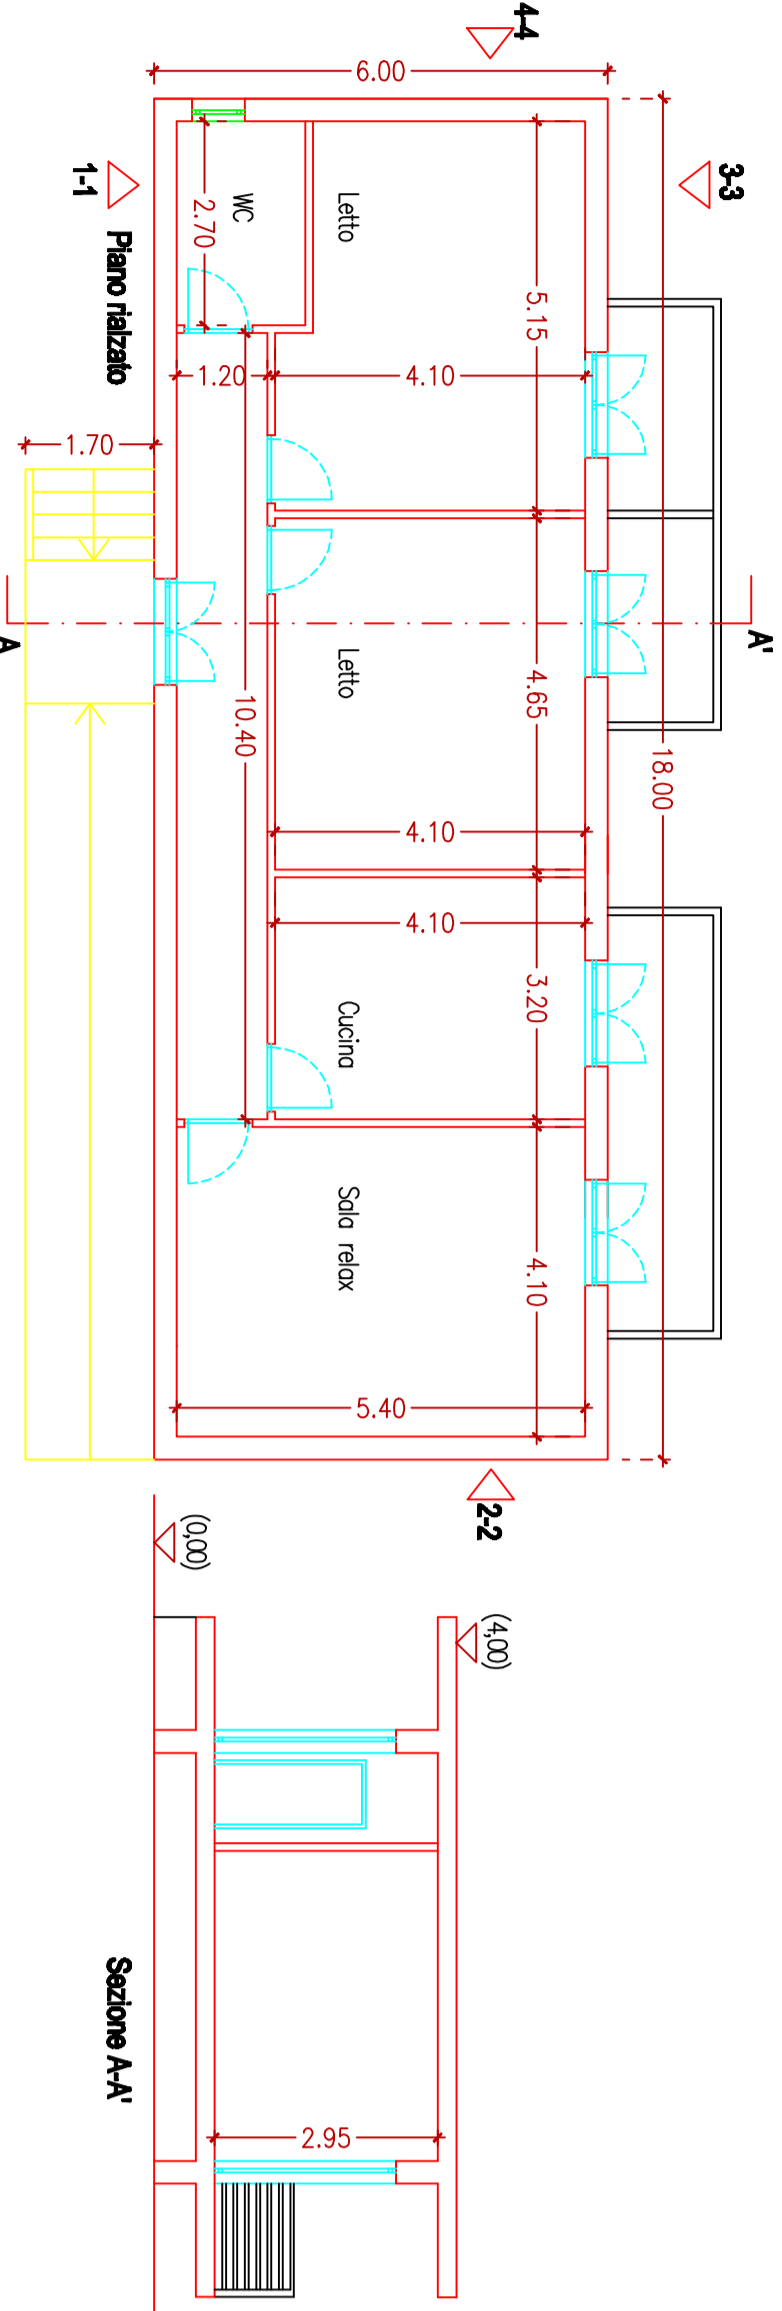 4-4
3-3
6.00
1-1
WC
Letto
2.70
5.15
Piano rialzato
1.20
4.10
1.70
A
A'
Letto
4.65
10.40
18.00
4.10
4.10
3.20
Cucina
Sala relax
4.10
5.40
2-2
(0,00)
(4,00)
Sezione A-A'
2.95